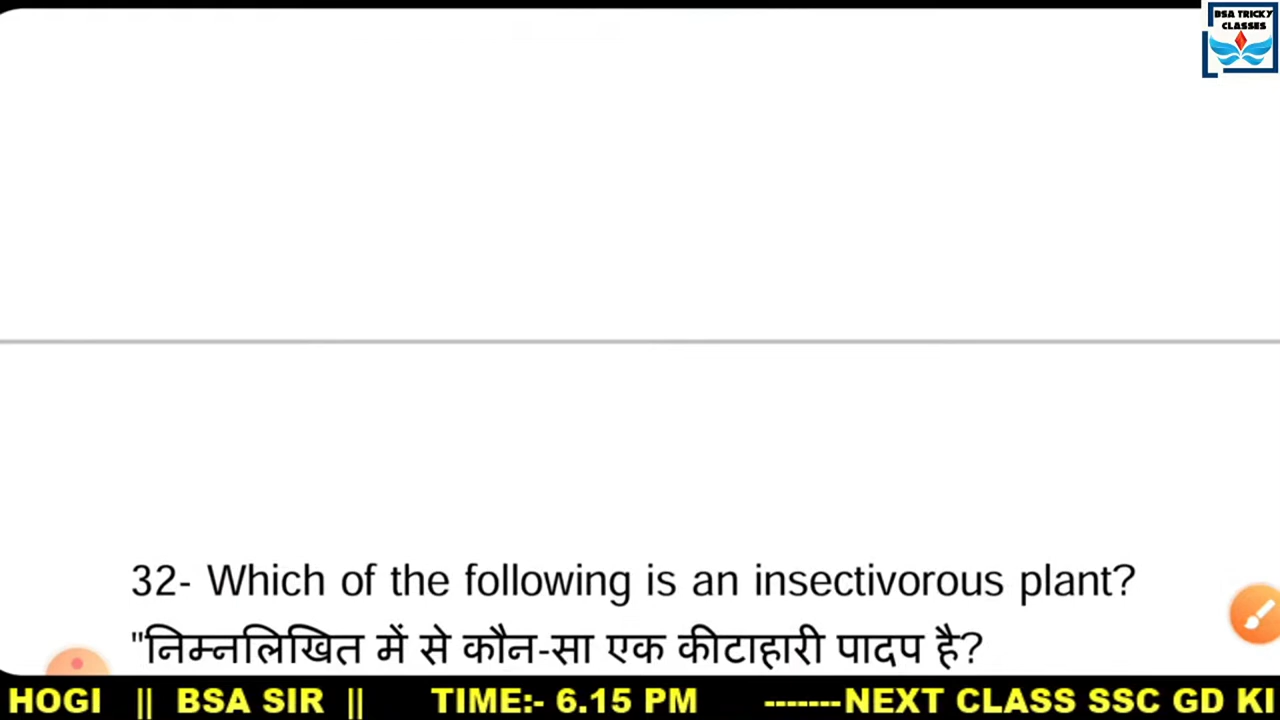 BSA TRICKY
CLASSES
32- Which of the following is an insectivorous plant?
"निम्नलिखित में से कौन-सा एक कीटाहारी पादप है?
HOGI || BSA SIR || TIME:- 6.15 PM -------NEXT CLASS SSC GD KI